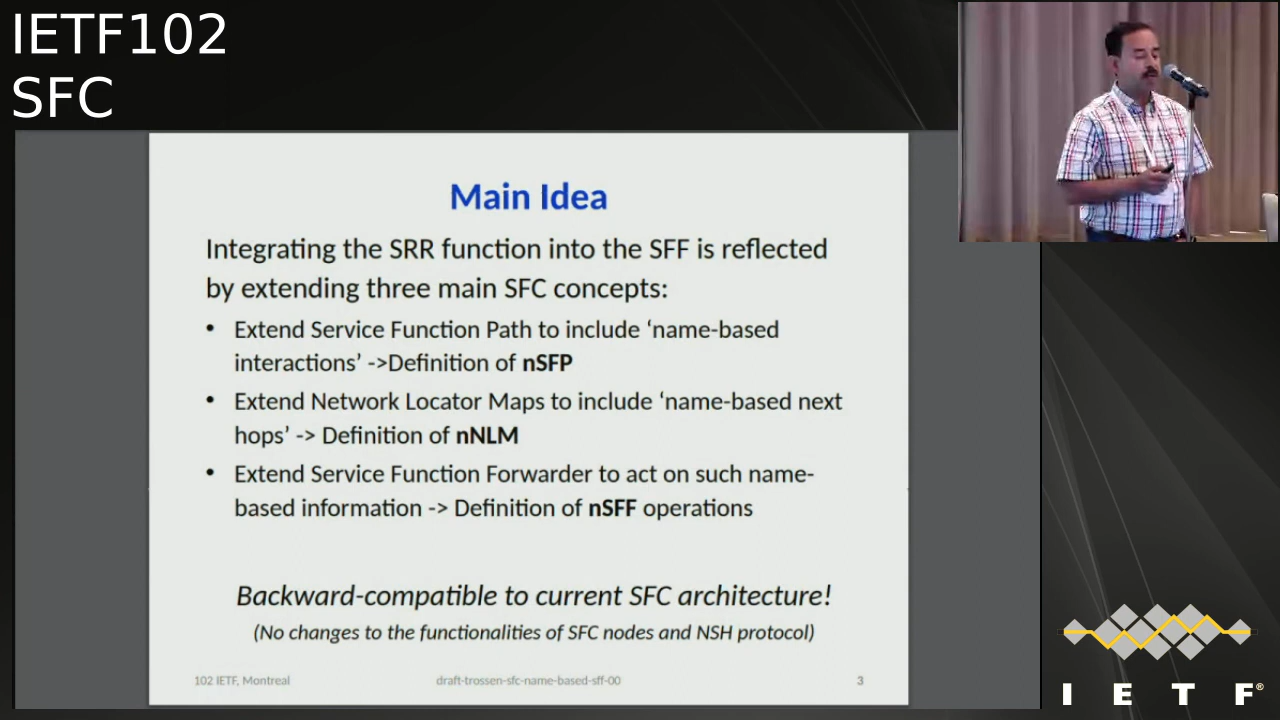 IETF102
SFC
Main Idea
Integrating the SRR function into the SFF is reflected
by extending three main SFC concepts:
• Extend Service Function Path to include ‘name-based
interactions’ ->Definition of nSFP
• Extend Network Locator Maps to include ‘name-based next
hops’ -> Definition of nNLM
• Extend Service Function Forwarder to act on such name-
based information -> Definition of nSFF operations
Backward-compatible to current SFC architecture!
(No changes to the functionalities of SFC nodes and NSH protocol)
102 IETF, Montreal draft-trossen-sfc-name-based-sff-00 3
I E T F®